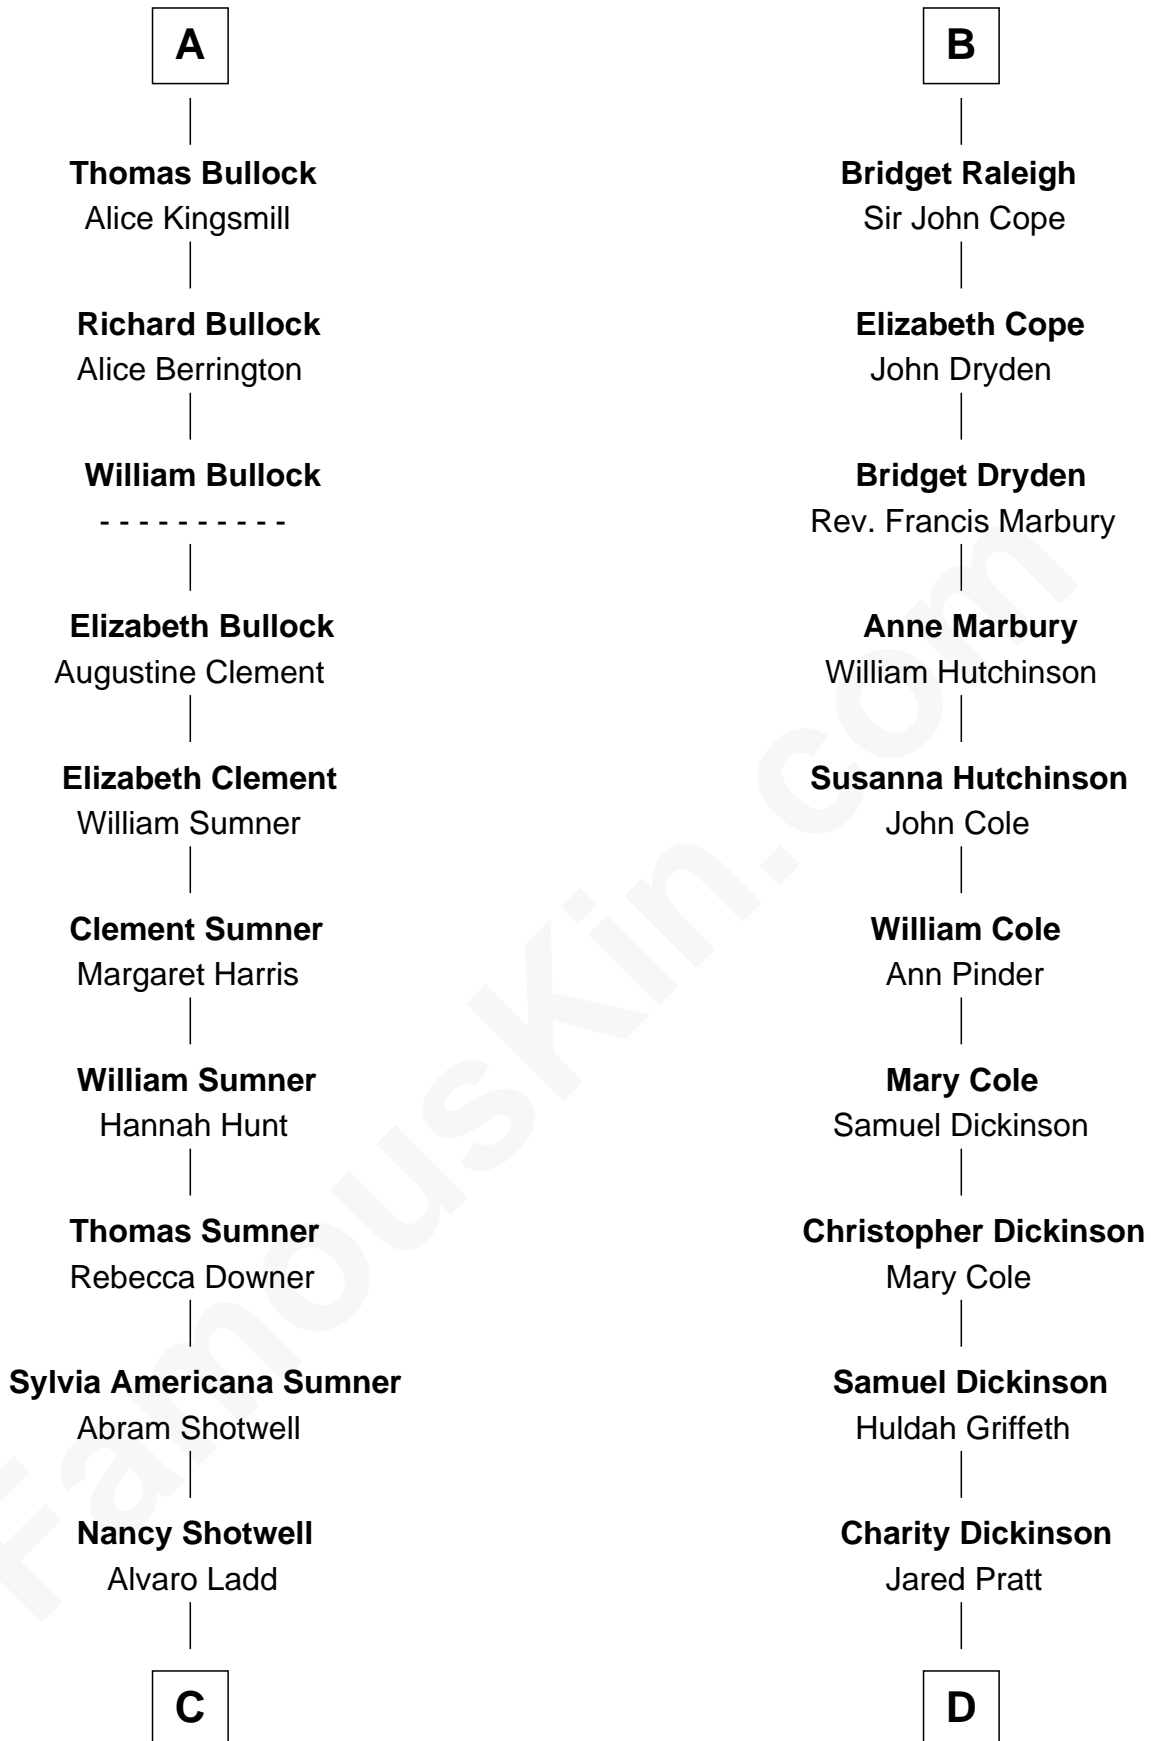 A
Thomas Bullock
Alice Kingsmill
Richard Bullock
Alice Berrington
William Bullock
- - - - - - - - - -
Elizabeth Bullock
Augustine Clement
Elizabeth Clement
William Sumner
Clement Sumner
Margaret Harris
William Sumner
Hannah Hunt
Thomas Sumner
Rebecca Downer
Sylvia Americana Sumner
Abram Shotwell
Nancy Shotwell
Alvaro Ladd
C
B
Bridget Raleigh
Sir John Cope
Elizabeth Cope
John Dryden
Bridget Dryden
Rev. Francis Marbury
Anne Marbury
William Hutchinson
Susanna Hutchinson
John Cole
William Cole
Ann Pinder
Mary Cole
Samuel Dickinson
Christopher Dickinson
Mary Cole
Samuel Dickinson
Huldah Griffeth
Charity Dickinson
Jared Pratt
D
FamousKin.com